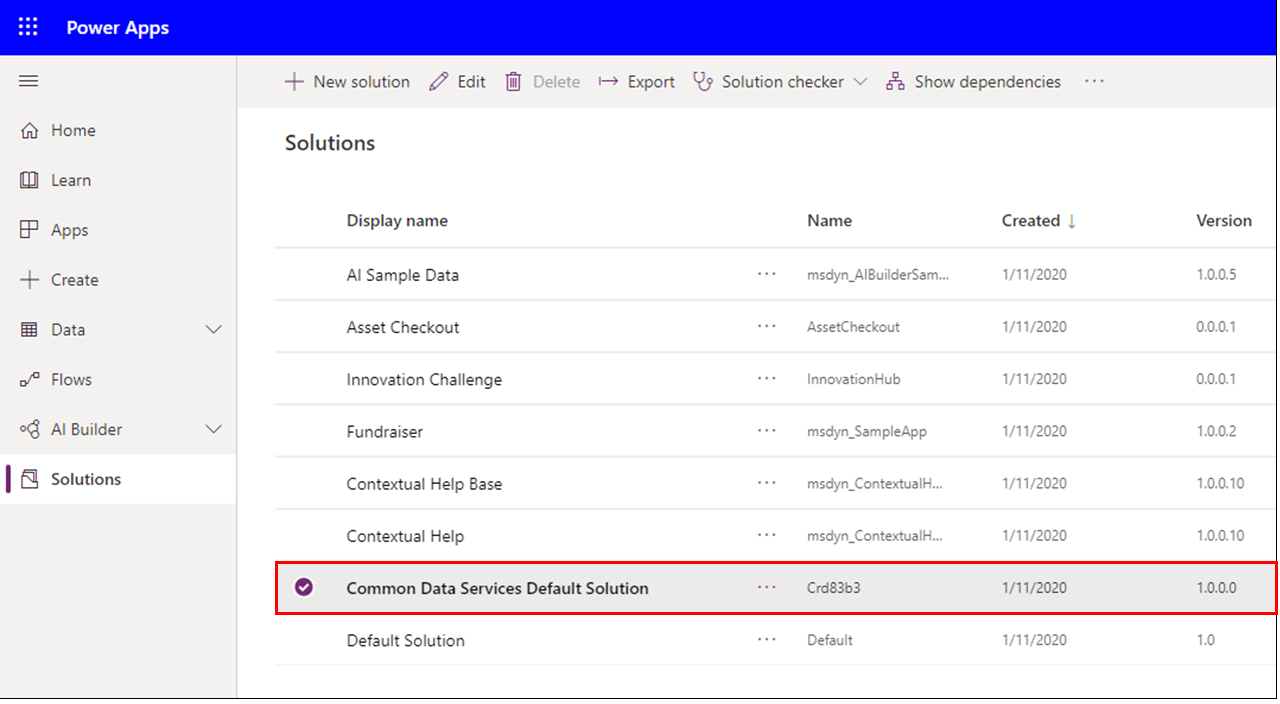 Power Apps
New solution Edit Delete Export Solution checker Show dependencies ...
Home
Learn
Apps
Create
Data
Flows
AI Builder
Solutions
Solutions
Display name Name Created ↓ Version
AI Sample Data ... msdyn_AIBuilderSam... 1/11/2020 1.0.0.5
Asset Checkout ... AssetCheckout 1/11/2020 0.0.0.1
Innovation Challenge ... InnovationHub 1/11/2020 0.0.0.1
Fundraiser ... msdyn_SampleApp 1/11/2020 1.0.0.2
Contextual Help Base ... msdyn_ContextualH... 1/11/2020 1.0.0.10
Contextual Help ... msdyn_ContextualH... 1/11/2020 1.0.0.10
Common Data Services Default Solution ... Crd83b3 1/11/2020 1.0.0.0
Default Solution ... Default 1/11/2020 1.0